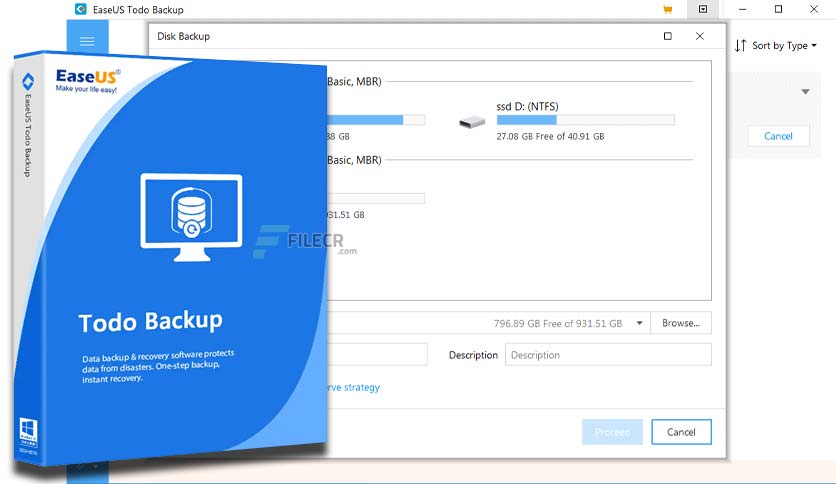 EaseUS Todo Backup
Disk Backup
Sort by Type
Basic, MBR)
ssd D: (NTFS)
38 GB
27.08 GB Free of 40.91 GB
Cancel
Basic, MBR)
931.51 GB
796.89 GB Free of 931.51 GB
Browse...
Description
Description
rve strategy
Proceed
Cancel
EaseUS®
Make your life easy!
EaseUS Todo Backup
FILECR
.com
Todo Backup
Data backup & recovery software protects
data from disasters. One-step backup,
instant recovery.